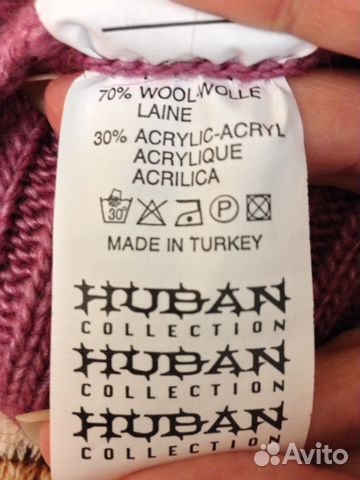 70% WOOL-WOLLE
LAINE
30% ACRYLIC-ACRYL
ACRYLIQUE
ACRILICA
30° P
MADE IN TURKEY
HUBAN
COLLECTION
HUBAN
COLLECTION
HUBAN
COLLECTION
Avito